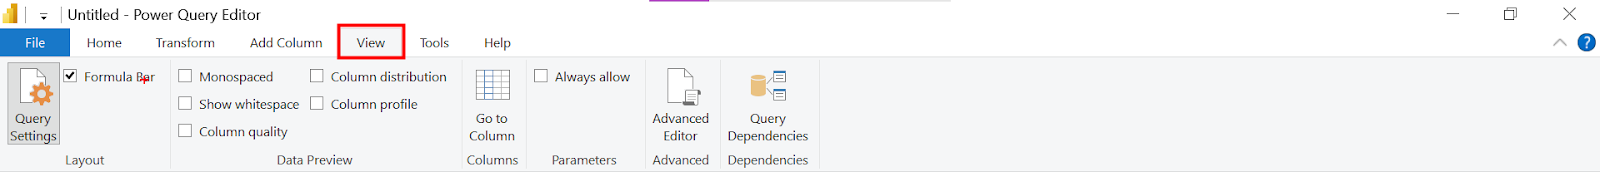 Untitled - Power Query Editor
File Home Transform Add Column View Tools Help ?
Formula Bar Monospaced Column distribution Always allow
Show whitespace Column profile
Query Settings Column quality Go to Column Advanced Editor Query Dependencies
Layout Data Preview Columns Parameters Advanced Dependencies